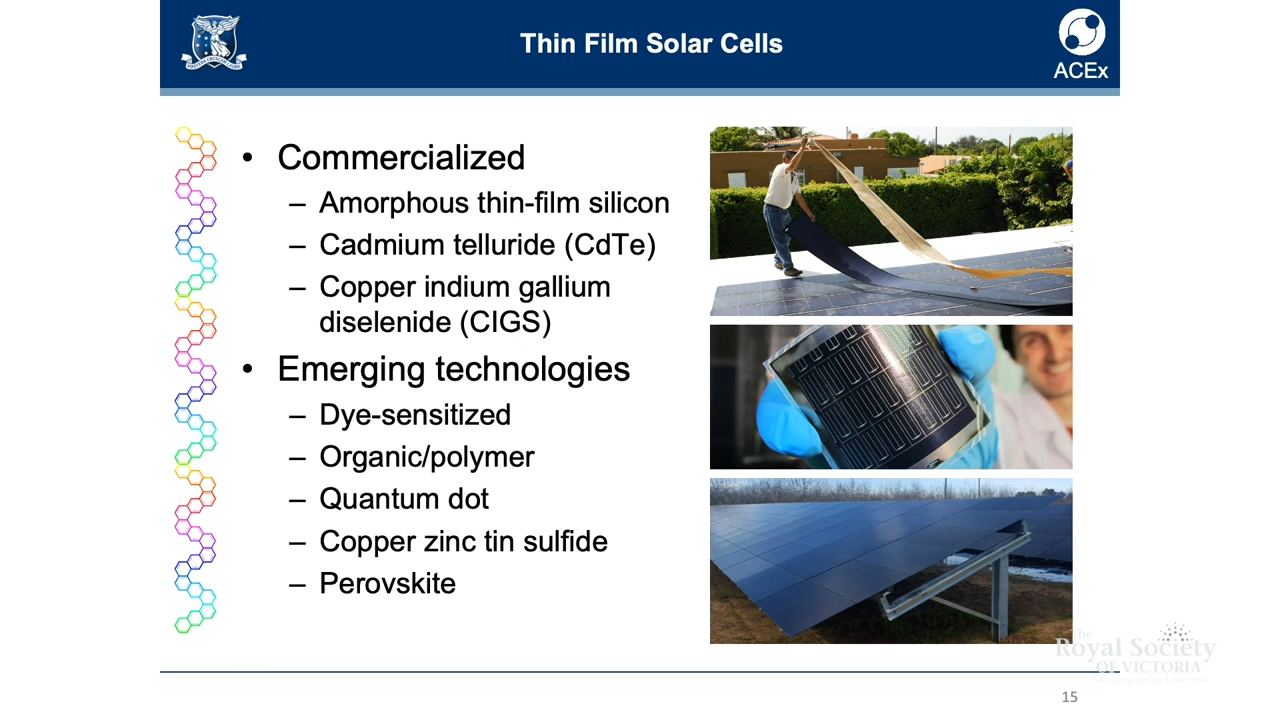 Thin Film Solar Cells
ACEx
• Commercialized
– Amorphous thin-film silicon
– Cadmium telluride (CdTe)
– Copper indium gallium
diselenide (CIGS)
• Emerging technologies
– Dye-sensitized
– Organic/polymer
– Quantum dot
– Copper zinc tin sulfide
– Perovskite
The
Royal Society
OF VICTORIA
15